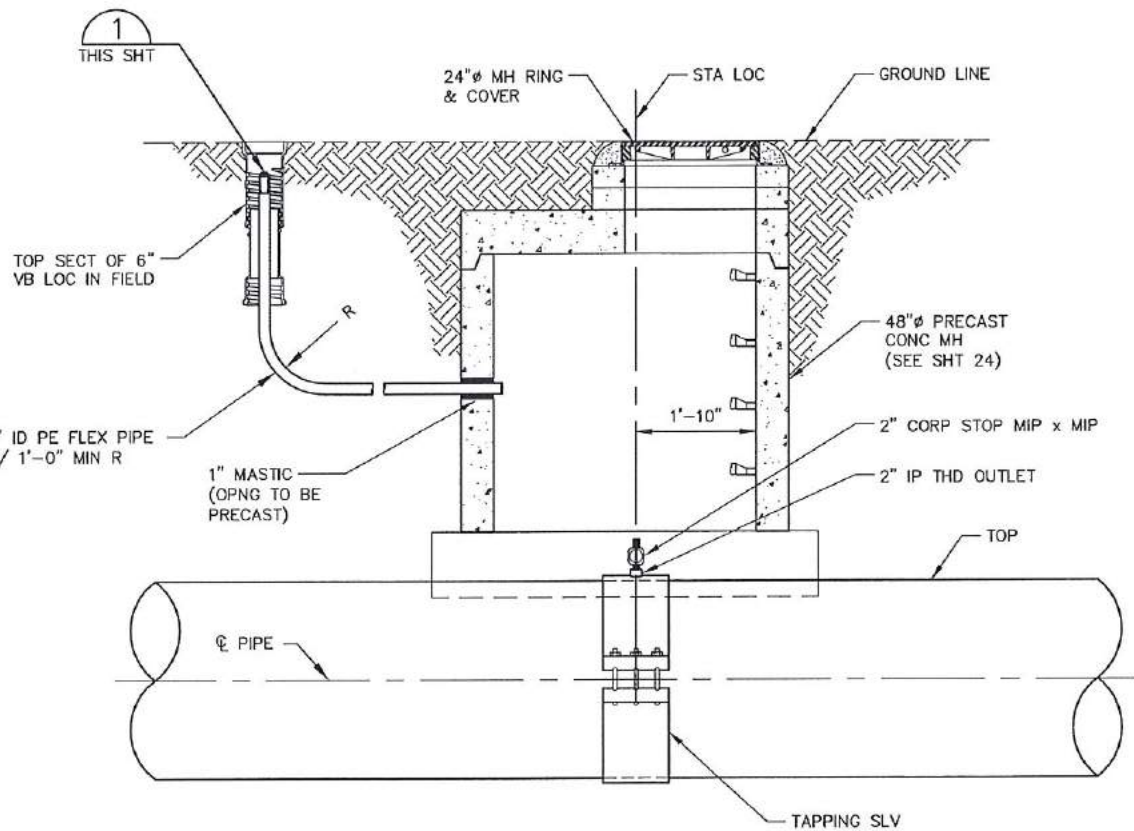 1
THIS SHT
24"ø MH RING
& COVER
STA LOC
GROUND LINE
TOP SECT OF 6"
VB LOC IN FIELD
R
48"ø PRECAST
CONC MH
(SEE SHT 24)
1'-10"
" ID PE FLEX PIPE
/ 1'-0" MIN R
1" MASTIC
(OPNG TO BE
PRECAST)
2" CORP STOP MIP x MIP
2" IP THD OUTLET
TOP
℄ PIPE
TAPPING SLV